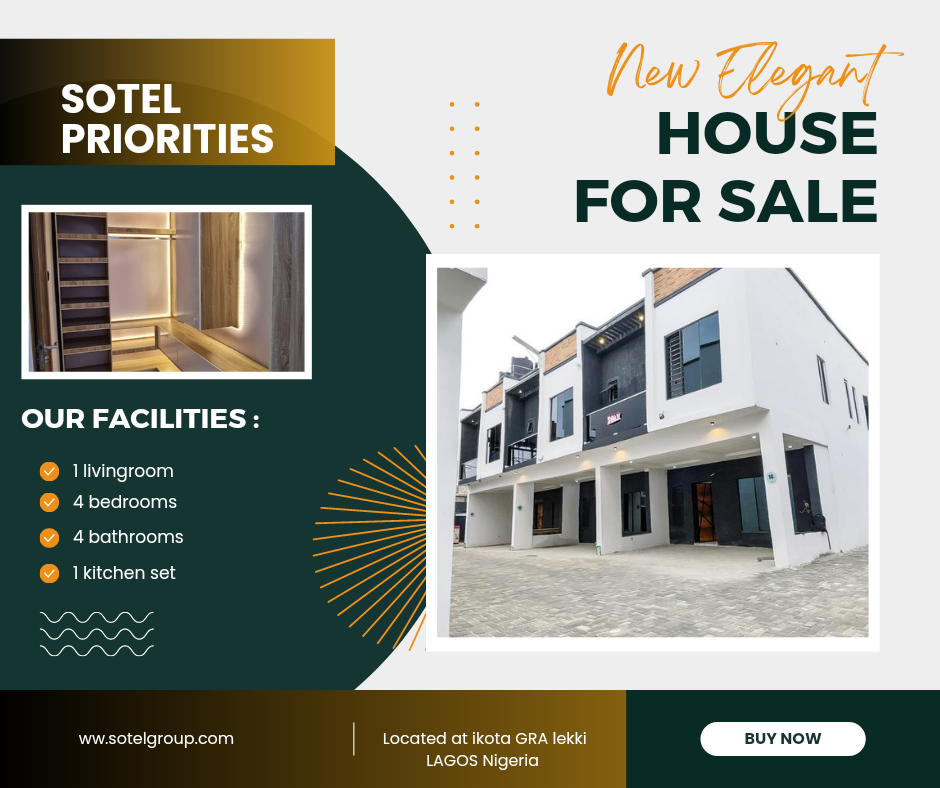 SOTEL
PRIORITIES
New Elegant
HOUSE
FOR SALE
OUR FACILITIES :
1 livingroom
4 bedrooms
4 bathrooms
1 kitchen set
ww.sotelgroup.com
Located at ikota GRA lekki
LAGOS Nigeria
BUY NOW